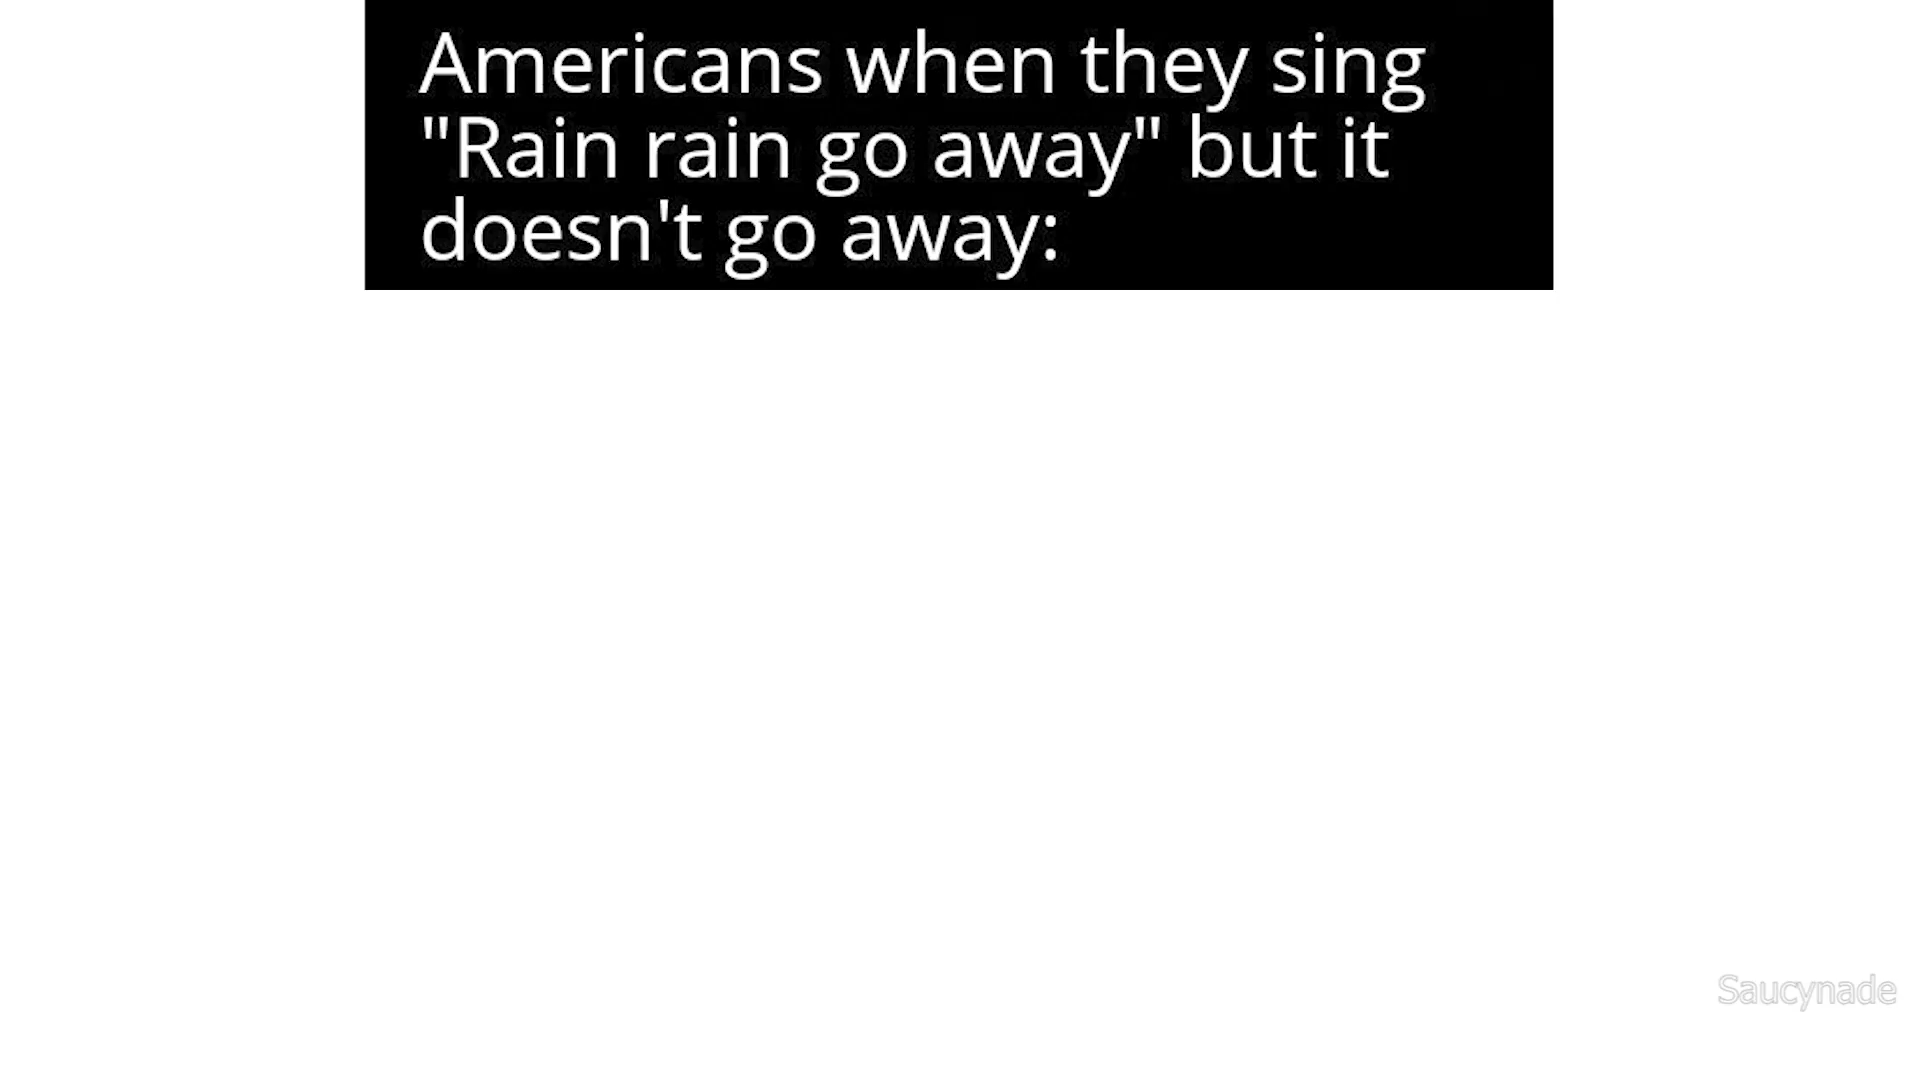 Americans when they sing
"Rain rain go away" but it
doesn't go away:
Saucynade